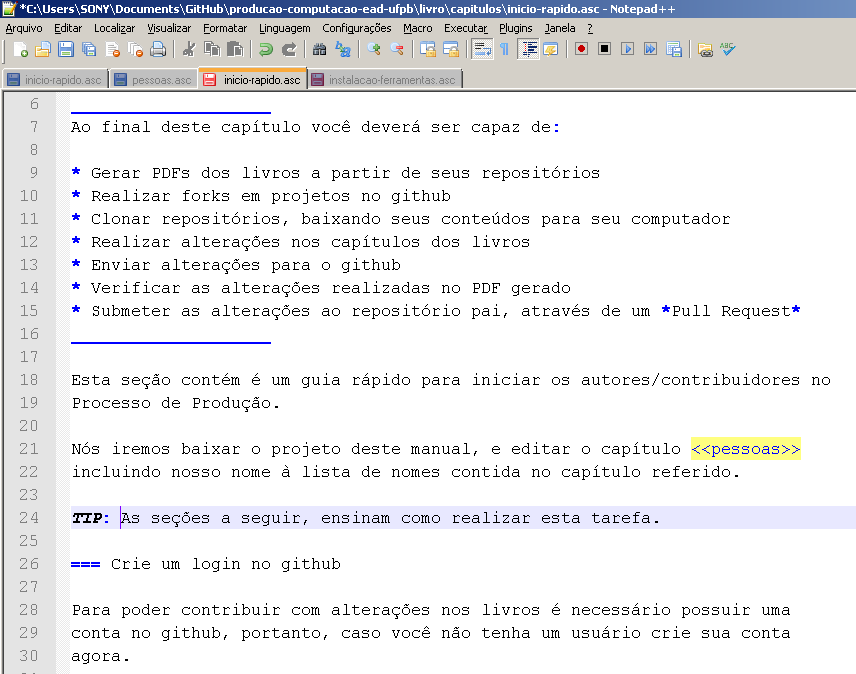 *C:\Users\SONY\Documents\GitHub\producao-computacao-ead-ufpb\livro\capitulos\inicio-rapido.asc - Notepad++
Arquivo Editar Localizar Visualizar Formatar Linguagem Configurações Macro Executar Plugins Janela ?
inicio-rapido.asc pessoas.asc inicio-rapido.asc instalacao-ferramentas.asc
6 ____________________
7 Ao final deste capítulo você deverá ser capaz de:
8
9 * Gerar PDFs dos livros a partir de seus repositórios
10 * Realizar forks em projetos no github
11 * Clonar repositórios, baixando seus conteúdos para seu computador
12 * Realizar alterações nos capítulos dos livros
13 * Enviar alterações para o github
14 * Verificar as alterações realizadas no PDF gerado
15 * Submeter as alterações ao repositório pai, através de um *Pull Request*
16 ____________________
17
18 Esta seção contém é um guia rápido para iniciar os autores/contribuidores no
19 Processo de Produção.
20
21 Nós iremos baixar o projeto deste manual, e editar o capítulo <<pessoas>>
22 incluindo nosso nome à lista de nomes contida no capítulo referido.
23
24 TIP: As seções a seguir, ensinam como realizar esta tarefa.
25
26 === Crie um login no github
27
28 Para poder contribuir com alterações nos livros é necessário possuir uma
29 conta no github, portanto, caso você não tenha um usuário crie sua conta
30 agora.